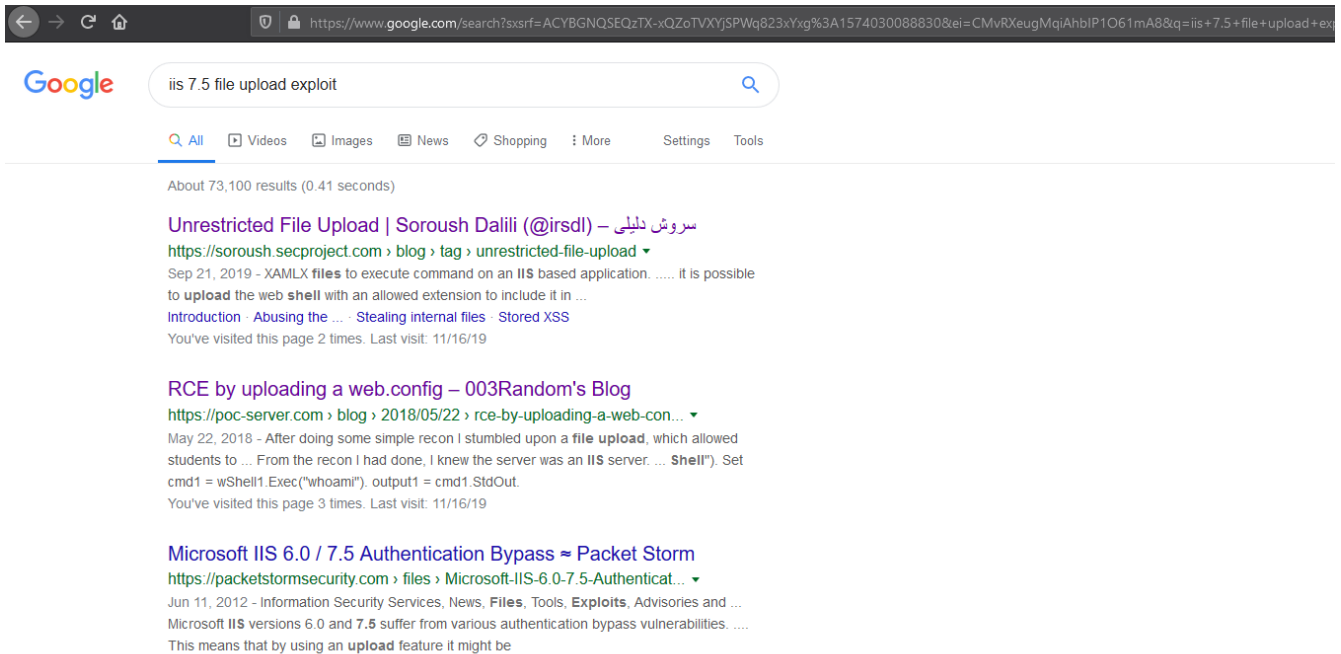 https://www.google.com/search?sxsrf=ACYBGNQSEQzTX-xQZoTVXYjSPWq823xYxg%3A1574030088830&ei=CMvRXeugMqiAhbIP1O61mA8&q=iis+7.5+file+upload+exp
Google
iis 7.5 file upload exploit
All Videos Images News Shopping More Settings Tools
About 73,100 results (0.41 seconds)
Unrestricted File Upload | Soroush Dalili (@irsdl) – سروش دلیلی
https://soroush.secproject.com › blog › tag › unrestricted-file-upload
Sep 21, 2019 - XAMLX files to execute command on an IIS based application. ..... it is possible
to upload the web shell with an allowed extension to include it in ...
Introduction · Abusing the ... · Stealing internal files · Stored XSS
You've visited this page 2 times. Last visit: 11/16/19
RCE by uploading a web.config – 003Random's Blog
https://poc-server.com › blog › 2018/05/22 › rce-by-uploading-a-web-con...
May 22, 2018 - After doing some simple recon I stumbled upon a file upload, which allowed
students to ... From the recon I had done, I knew the server was an IIS server. ... Shell"). Set
cmd1 = wShell1.Exec("whoami"). output1 = cmd1.StdOut.
You've visited this page 3 times. Last visit: 11/16/19
Microsoft IIS 6.0 / 7.5 Authentication Bypass ≈ Packet Storm
https://packetstormsecurity.com › files › Microsoft-IIS-6.0-7.5-Authenticat...
Jun 11, 2012 - Information Security Services, News, Files, Tools, Exploits, Advisories and ...
Microsoft IIS versions 6.0 and 7.5 suffer from various authentication bypass vulnerabilities. ....
This means that by using an upload feature it might be